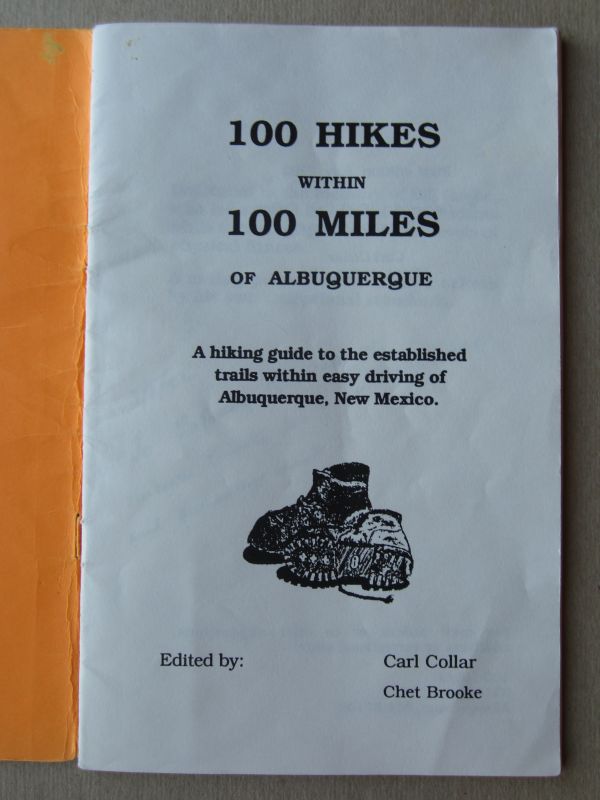 100 HIKES
WITHIN
100 MILES
OF ALBUQUERQUE
A hiking guide to the established
trails within easy driving of
Albuquerque, New Mexico.
Edited by: Carl Collar
Chet Brooke